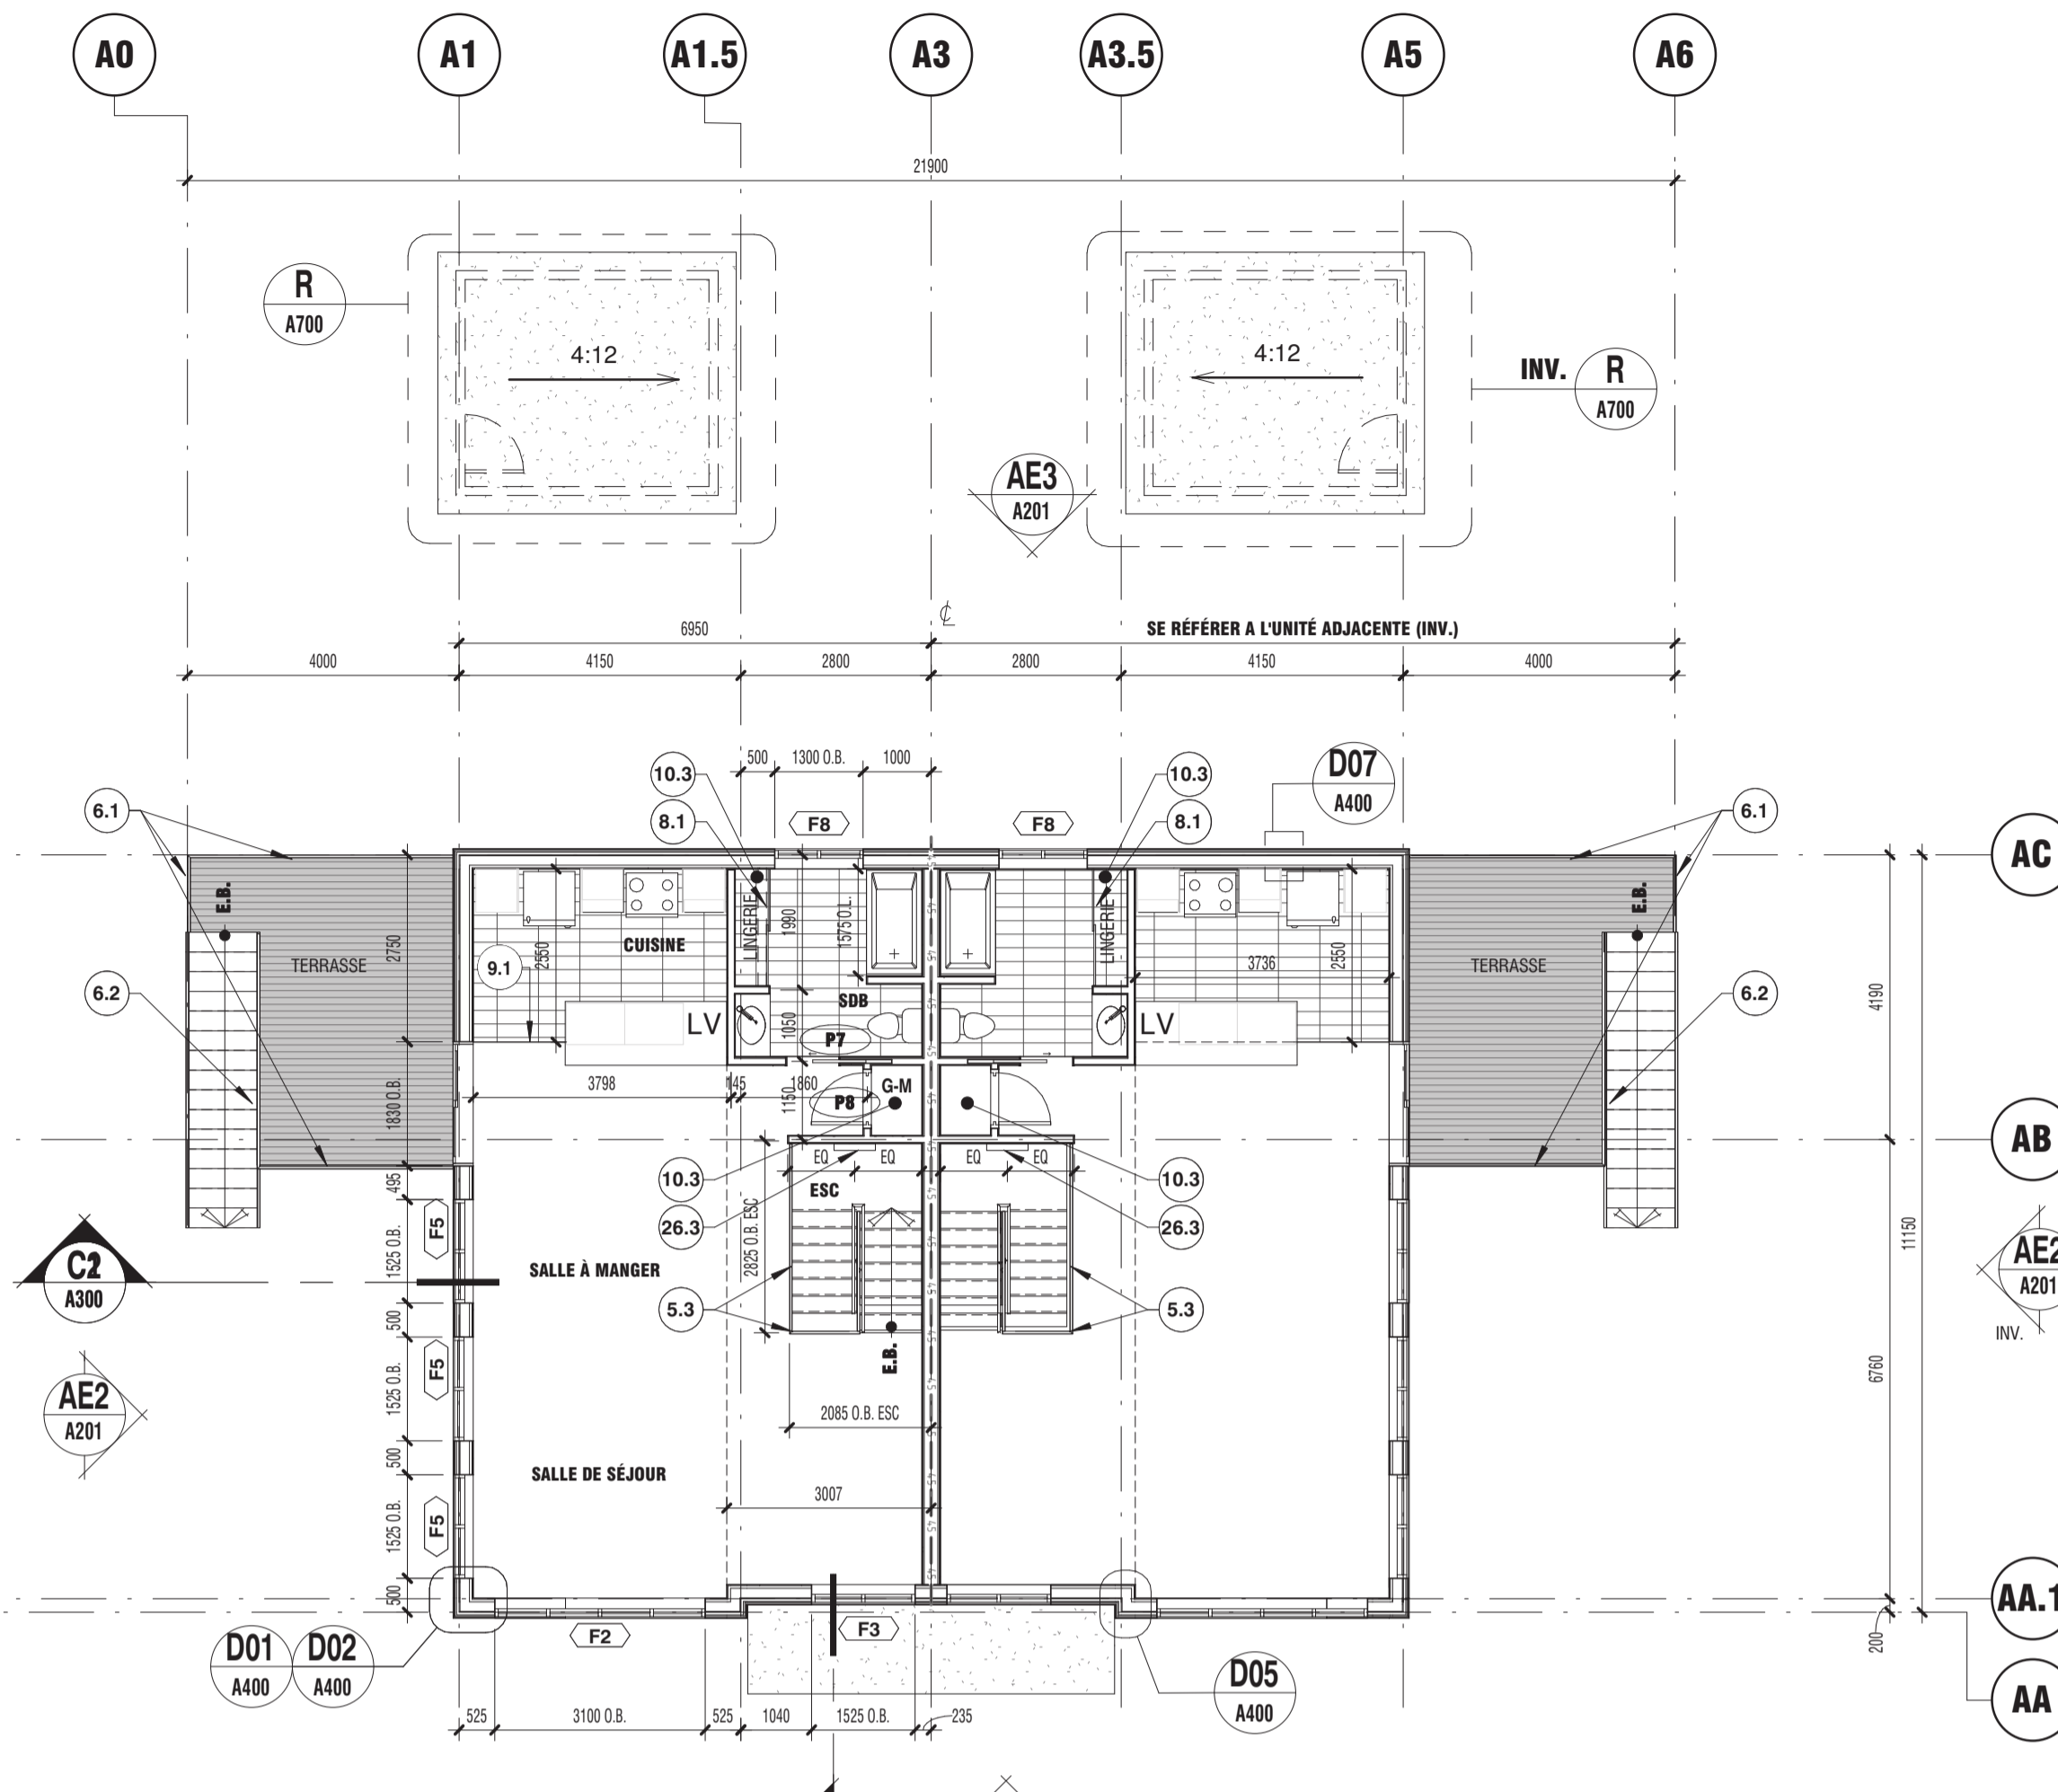 A0 A1 A1.5 A3 A3.5 A5 A6
21900
R
A700
4:12
4:12
INV.
R
A700
AE3
A201
6950
SE RÉFÉRER A L'UNITÉ ADJACENTE (INV.)
4000 4150 2800 2800 4150 4000
500 1300 O.B. 1000
10.3
10.3
D07
A400
6.1
8.1
F8
F8
8.1
6.1
AC
E.B.
E.B.
2750
TERRASSE
9.1
2550
CUISINE
LINGERIE
1990
1575 O.L.
LINGERIE
3736
2550
TERRASSE
6.2
SDB
6.2
4190
LV
1050
P7
LV
1830 O.B.
3798
145
1860
1150
G-M
P8
AB
EQ EQ EQ EQ
495
10.3
ESC
10.3
26.3
26.3
F5
1525 O.B.
2825 O.B. ESC
11150
C2
A300
SALLE À MANGER
AE2
A201
INV.
500
5.3
5.3
E.B.
F5
1525 O.B.
6760
AE2
A201
2085 O.B. ESC
500
SALLE DE SÉJOUR
3007
F5
1525 O.B.
500
AA.1
F2
F3
200
D01
A400
D02
A400
D05
A400
AA
525 3100 O.B. 525 1040 1525 O.B. 235